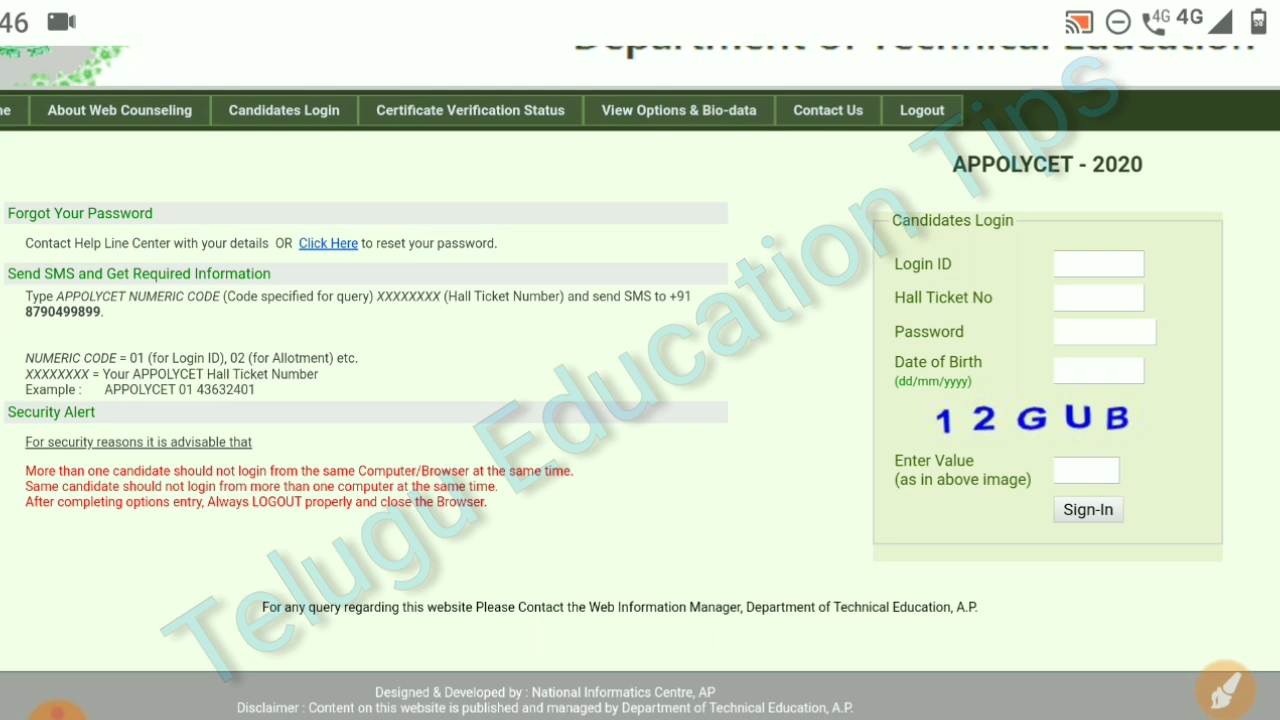 46
4G 4G
58
Department of Technical Education
ne About Web Counseling Candidates Login Certificate Verification Status View Options & Bio-data Contact Us Logout
APPOLYCET - 2020
Forgot Your Password
Contact Help Line Center with your details OR Click Here to reset your password.
Send SMS and Get Required Information
Type APPOLYCET NUMERIC CODE (Code specified for query) XXXXXXXX (Hall Ticket Number) and send SMS to +91
8790499899.
NUMERIC CODE = 01 (for Login ID), 02 (for Allotment) etc.
XXXXXXXX = Your APPOLYCET Hall Ticket Number
Example : APPOLYCET 01 43632401
Security Alert
For security reasons it is advisable that
More than one candidate should not login from the same Computer/Browser at the same time.
Same candidate should not login from more than one computer at the same time.
After completing options entry, Always LOGOUT properly and close the Browser.
Candidates Login
Login ID
Hall Ticket No
Password
Date of Birth
(dd/mm/yyyy)
1 2 G U B
Enter Value
(as in above image)
Sign-In
Telugu Education Tips
For any query regarding this website Please Contact the Web Information Manager, Department of Technical Education, A.P.
Designed & Developed by : National Informatics Centre, AP
Disclaimer : Content on this website is published and managed by Department of Technical Education, A.P.